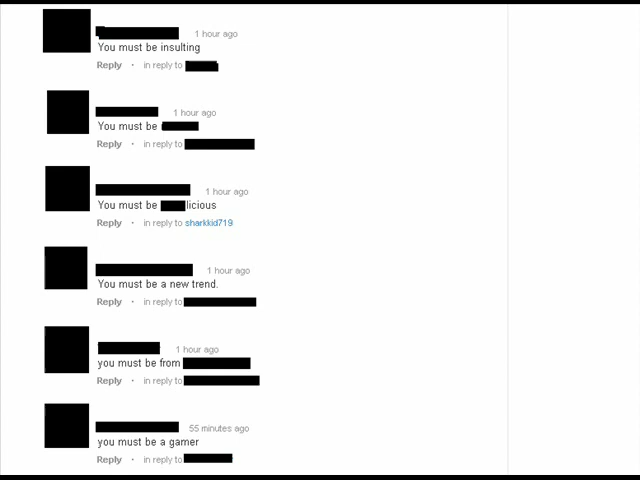 1 hour ago
You must be insulting
Reply • in reply to
1 hour ago
You must be
Reply • in reply to
1 hour ago
You must be licious
Reply • in reply to sharkkid719
1 hour ago
You must be a new trend.
Reply • in reply to
1 hour ago
you must be from
Reply • in reply to
55 minutes ago
you must be a gamer
Reply • in reply to